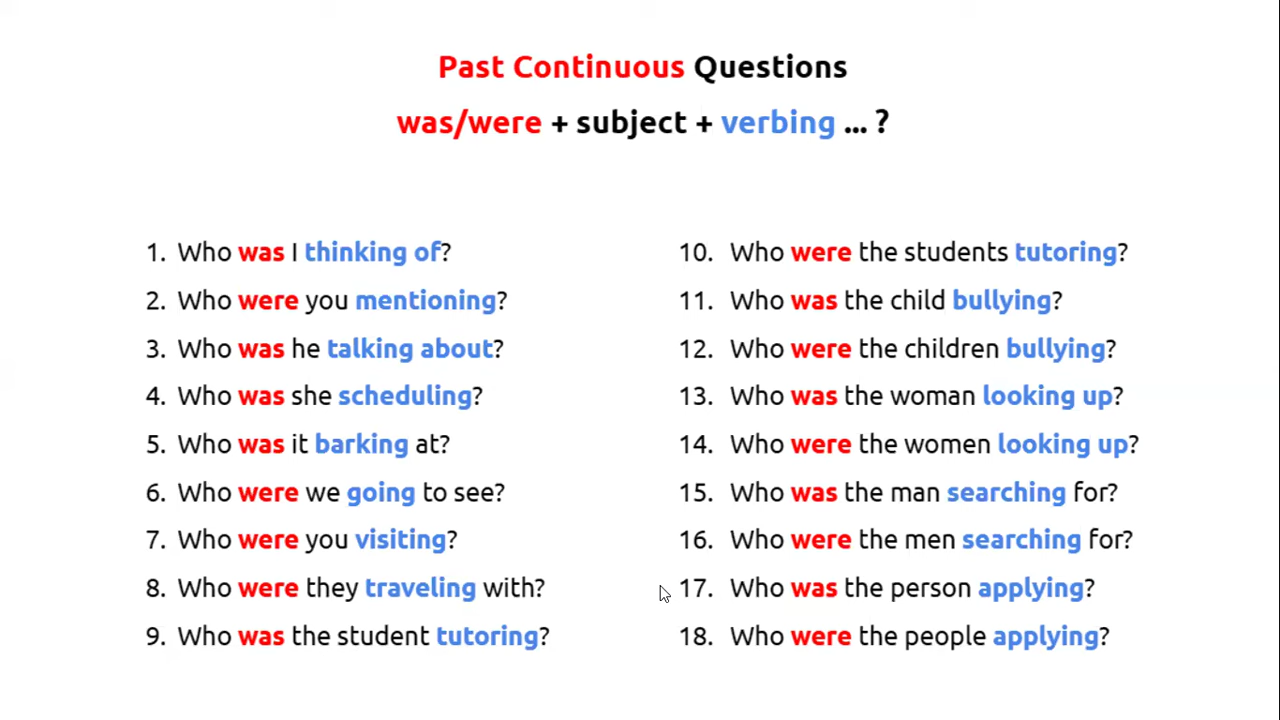 Past Continuous Questions
was/were + subject + verbing ... ?
1. Who was I thinking of?
2. Who were you mentioning?
3. Who was he talking about?
4. Who was she scheduling?
5. Who was it barking at?
6. Who were we going to see?
7. Who were you visiting?
8. Who were they traveling with?
9. Who was the student tutoring?
10. Who were the students tutoring?
11. Who was the child bullying?
12. Who were the children bullying?
13. Who was the woman looking up?
14. Who were the women looking up?
15. Who was the man searching for?
16. Who were the men searching for?
17. Who was the person applying?
18. Who were the people applying?